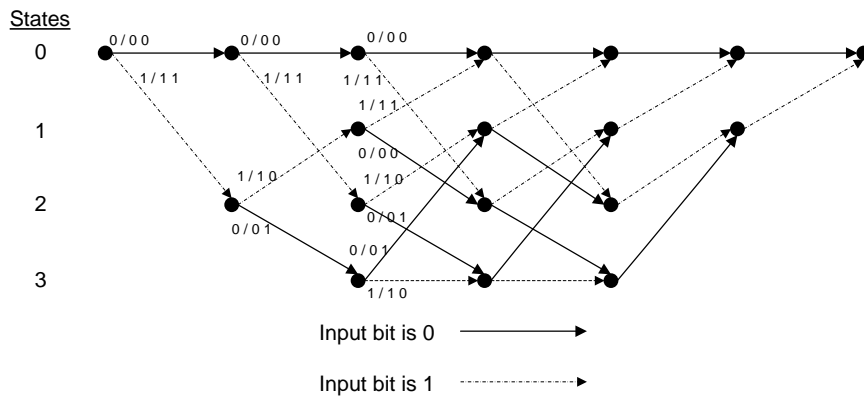 States
0
0 / 0 0
0 / 0 0
0 / 0 0
1 / 1 1
1 / 1 1
1 / 1 1
1 / 1 1
1
0 / 0 0
1 / 1 0
1 / 1 0
2
0 / 0 1
0 / 0 1
0 / 0 1
3
1 / 1 0
Input bit is 0
Input bit is 1